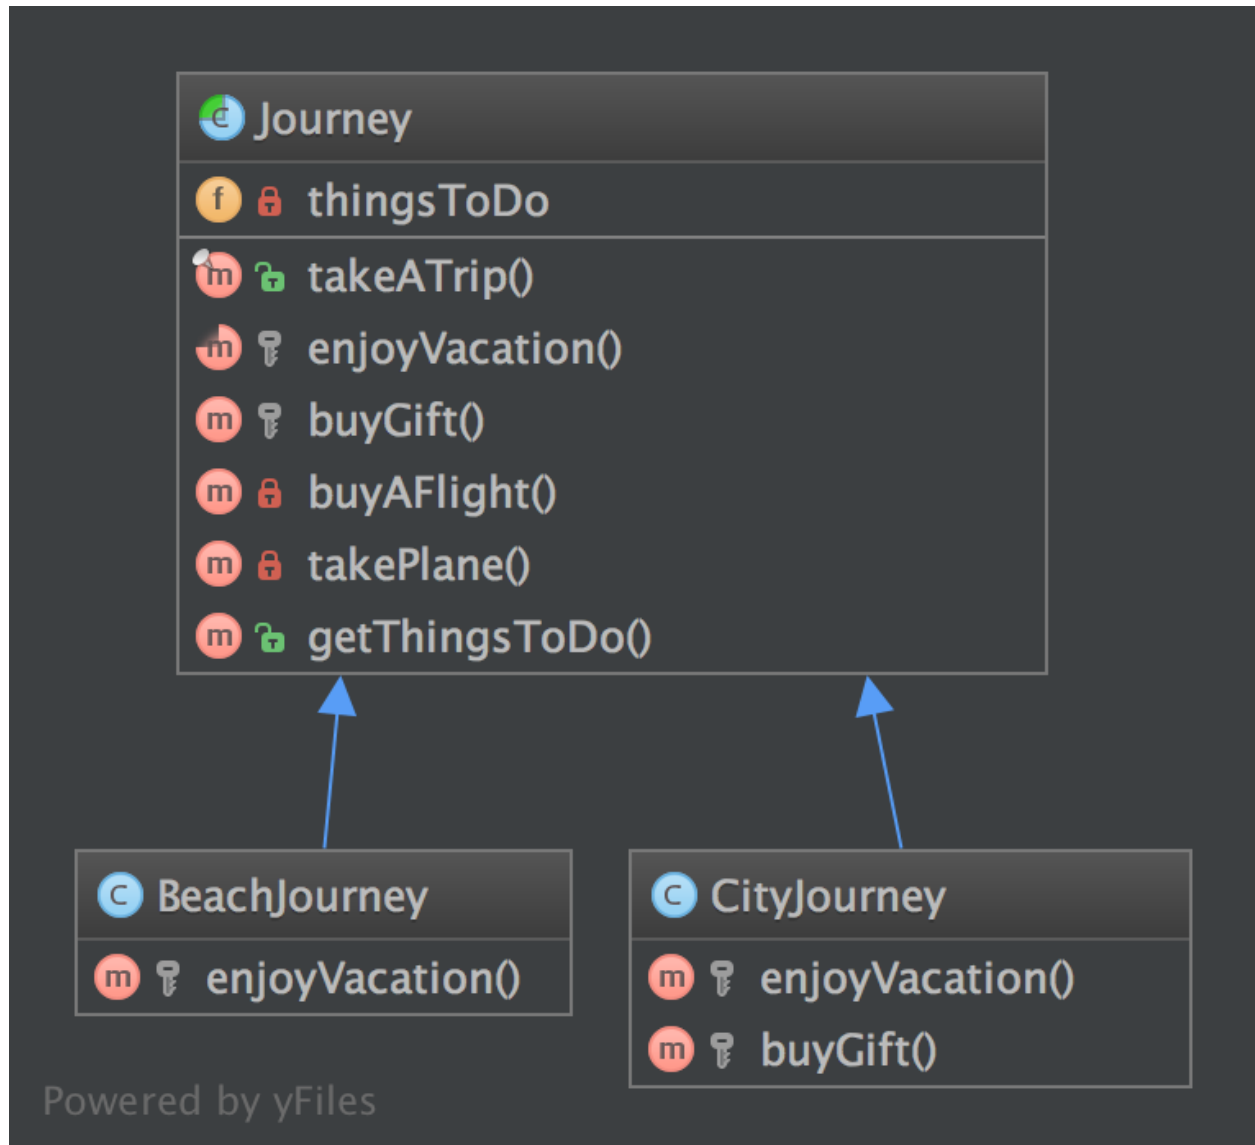 C Journey
f thingsToDo
m takeATrip()
m enjoyVacation()
m buyGift()
m buyAFlight()
m takePlane()
m getThingsToDo()
C BeachJourney
m enjoyVacation()
C CityJourney
m enjoyVacation()
m buyGift()
Powered by yFiles